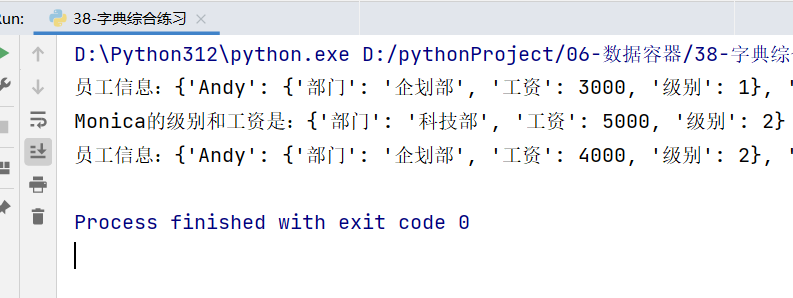 Run:
38-字典综合练习
D:\Python312\python.exe D:/pythonProject/06-数据容器/38-字典综
员工信息：{'Andy': {'部门': '企划部', '工资': 3000, '级别': 1}, '
Monica的级别和工资是：{'部门': '科技部', '工资': 5000, '级别': 2}
员工信息：{'Andy': {'部门': '企划部', '工资': 4000, '级别': 2}, '
Process finished with exit code 0